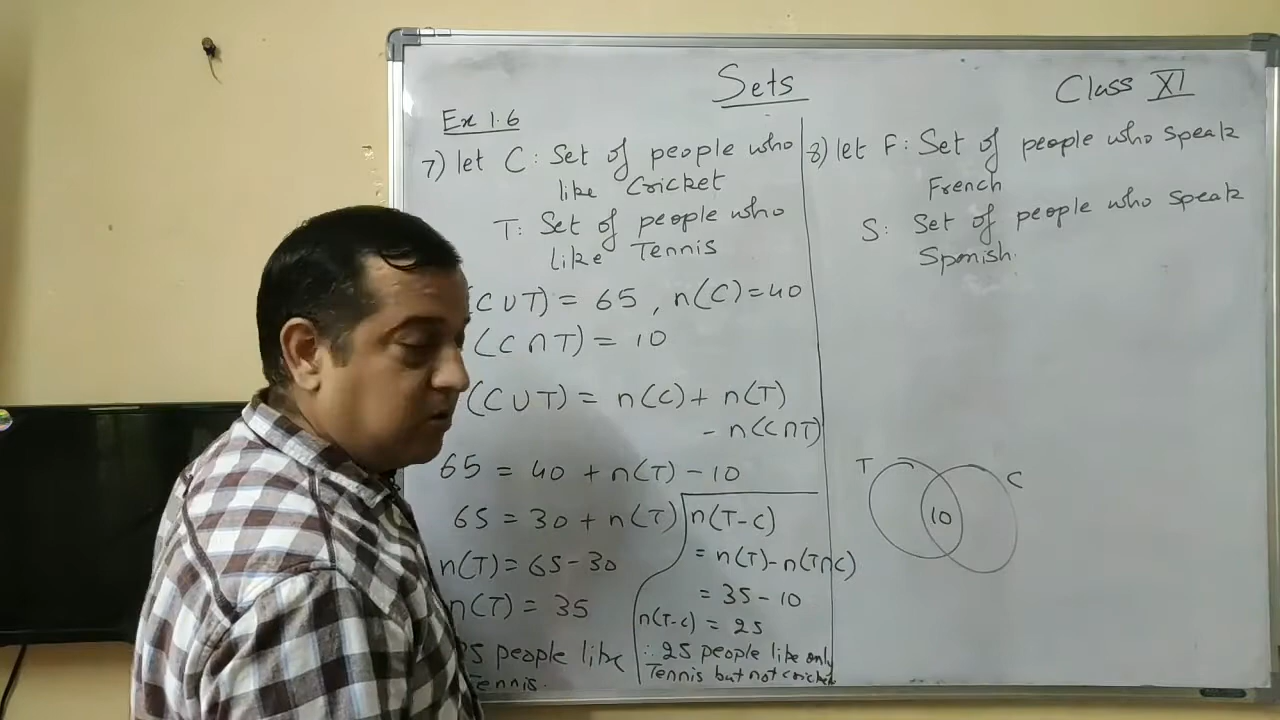 Sets
Class XI
Ex 1.6
7) let C: Set of people who
like Cricket
T: Set of people who
like Tennis
(C∪T) = 65, n(C)=40
(C∩T) = 10
(C∪T) = n(C)+ n(T)
- n(C∩T)
65 = 40 + n(T) - 10
65 = 30 + n(T)
n(T) = 65-30
n(T) = 35
35 people like
Tennis.
n(T-C)
= n(T)-n(T∩C)
= 35-10
n(T-C) = 25
∴ 25 people like only
Tennis but not cricket
8) let F: Set of people who speak
French
S: Set of people who speak
Spanish.
T
C
10